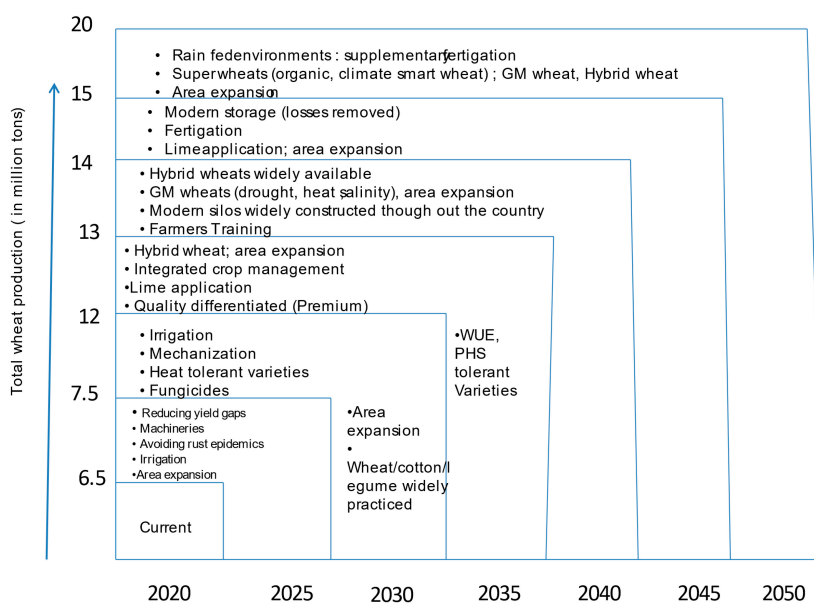 20
• Rain fedenvironments : supplementaryfertigation
• Superwheats (organic, climate smart wheat) ; GM wheat, Hybrid wheat
• Area expansion
15
• Modern storage (losses removed)
• Fertigation
• Limeapplication; area expansion
14
• Hybrid wheats widely available
• GM wheats (drought, heat ,salinity), area expansion
• Modern silos widely constructed though out the country
• Farmers Training
13
• Hybrid wheat; area expansion
• Integrated crop management
•Lime application
• Quality differentiated (Premium)
12
• Irrigation
• Mechanization
• Heat tolerant varieties
• Fungicides
•WUE,
PHS
tolerant
Varieties
7.5
• Reducing yield gaps
• Machineries
• Avoiding rust epidemics
• Irrigation
•Area expansion
•Area
expansion
•
Wheat/cotton/l
egume widely
practiced
6.5
Current
Total wheat production ( in million tons)
2020 2025 2030 2035 2040 2045 2050